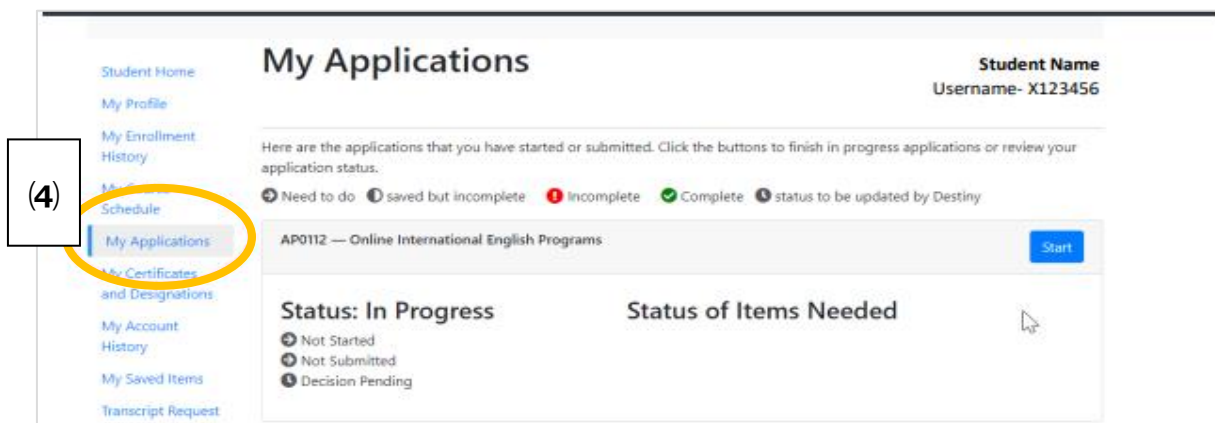 My Applications
Student Name
Username- X123456
Student Home
My Profile
My Enrollment
History
Schedule
My Applications
My Certificates
and Designations
My Account
History
My Saved Items
Transcript Request
(4)
Here are the applications that you have started or submitted. Click the buttons to finish in progress applications or review your
application status.
Need to do saved but incomplete Incomplete Complete status to be updated by Destiny
AP0112 — Online International English Programs
Start
Status: In Progress
Status of Items Needed
Not Started
Not Submitted
Decision Pending